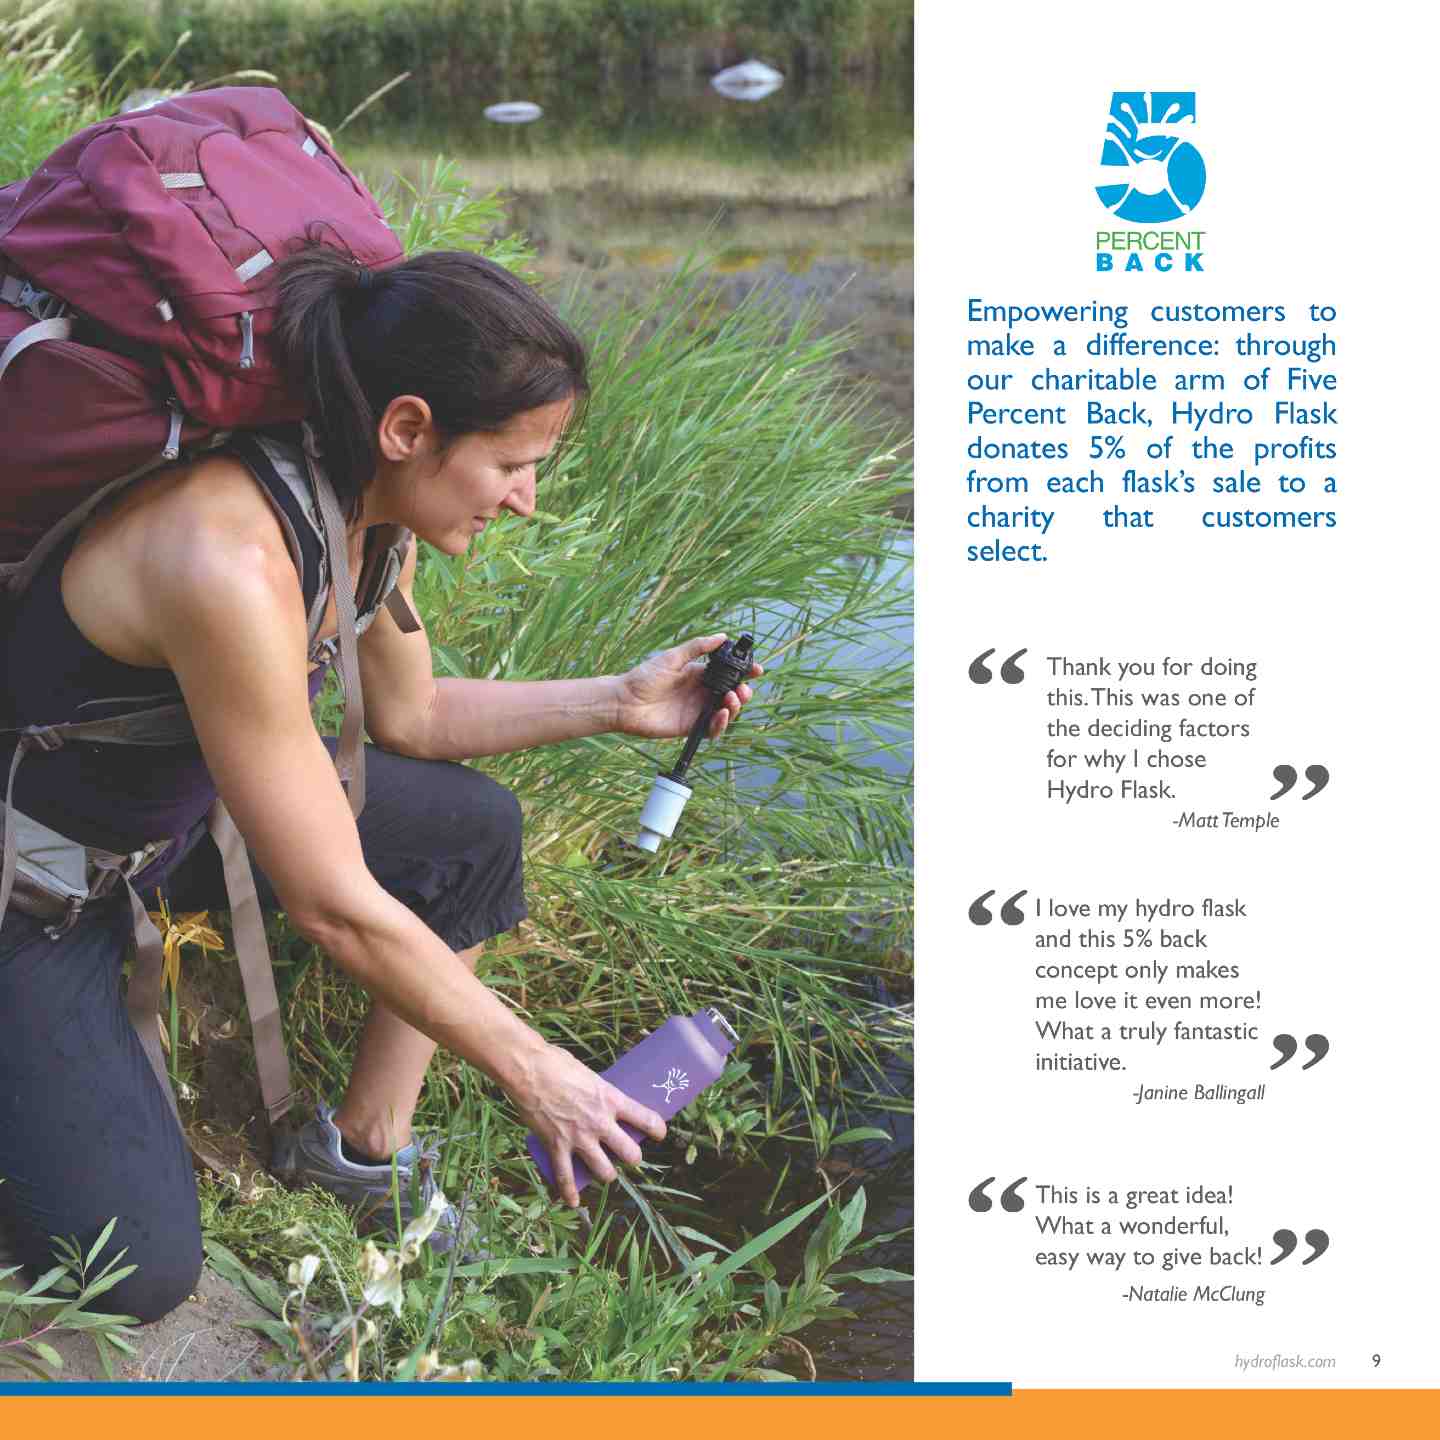 5
PERCENT
BACK
Empowering customers to
make a difference: through
our charitable arm of Five
Percent Back, Hydro Flask
donates 5% of the profits
from each flask's sale to a
charity that customers
select.
“ Thank you for doing
this. This was one of
the deciding factors
for why I chose
Hydro Flask. ”
-Matt Temple
“ I love my hydro flask
and this 5% back
concept only makes
me love it even more!
What a truly fantastic
initiative. ”
-Janine Ballingall
“ This is a great idea!
What a wonderful,
easy way to give back! ”
-Natalie McClung
hydroflask.com 9